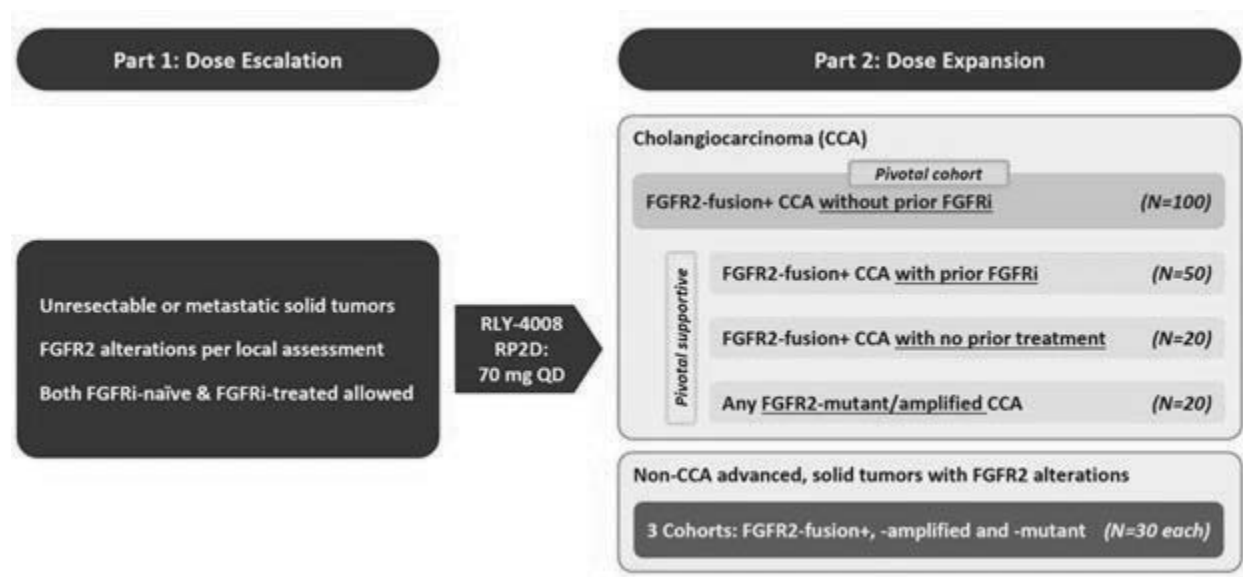 Part 1: Dose Escalation
Unresectable or metastatic solid tumors
FGFR2 alterations per local assessment
Both FGFRi-naïve & FGFRi-treated allowed
RLY-4008
RP2D:
70 mg QD
Part 2: Dose Expansion
Cholangiocarcinoma (CCA)
Pivotal cohort
FGFR2-fusion+ CCA without prior FGFRi (N=100)
Pivotal supportive
FGFR2-fusion+ CCA with prior FGFRi (N=50)
FGFR2-fusion+ CCA with no prior treatment (N=20)
Any FGFR2-mutant/amplified CCA (N=20)
Non-CCA advanced, solid tumors with FGFR2 alterations
3 Cohorts: FGFR2-fusion+, -amplified and -mutant (N=30 each)